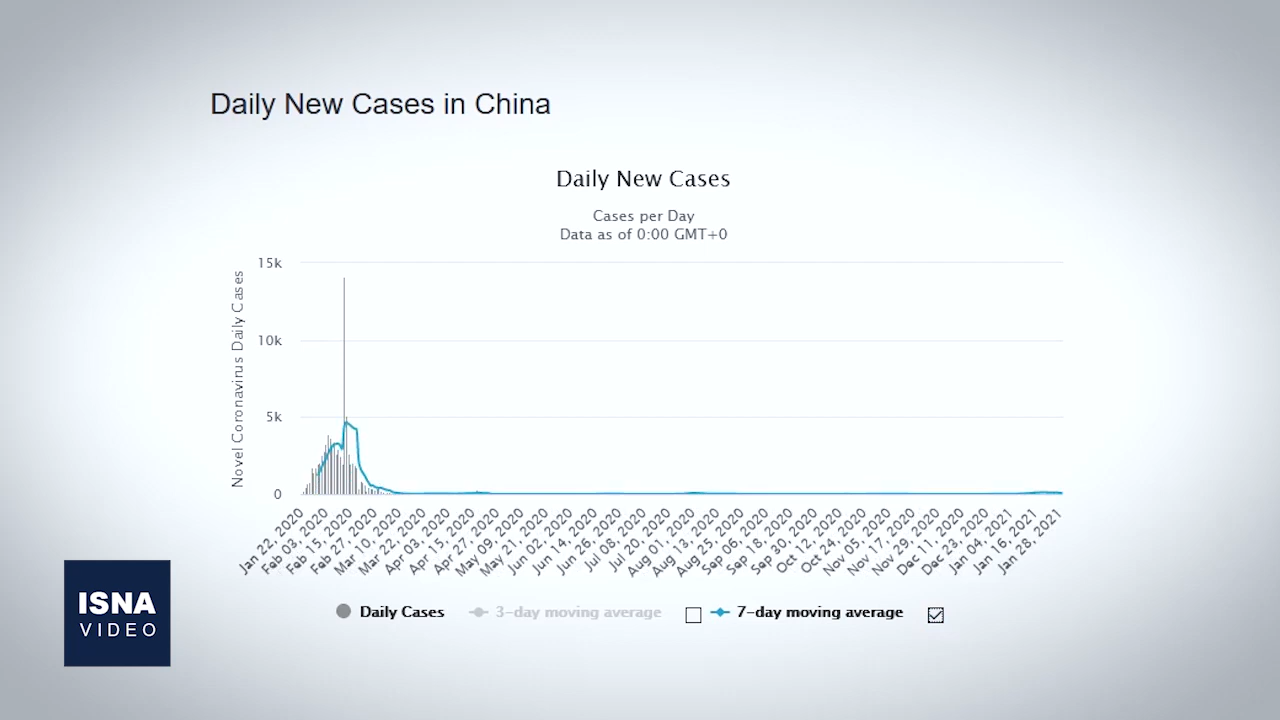 Daily New Cases in China
Daily New Cases
Cases per Day
Data as of 0:00 GMT+0
Novel Coronavirus Daily Cases
15k
10k
5k
0
Jan 22, 2020
Feb 03, 2020
Feb 15, 2020
Feb 27, 2020
Mar 10, 2020
Mar 22, 2020
Apr 03, 2020
Apr 15, 2020
Apr 27, 2020
May 09, 2020
May 21, 2020
Jun 02, 2020
Jun 14, 2020
Jun 26, 2020
Jul 08, 2020
Jul 20, 2020
Aug 01, 2020
Aug 13, 2020
Aug 25, 2020
Sep 06, 2020
Sep 18, 2020
Sep 30, 2020
Oct 12, 2020
Oct 24, 2020
Nov 05, 2020
Nov 17, 2020
Nov 29, 2020
Dec 11, 2020
Dec 23, 2020
Jan 04, 2021
Jan 16, 2021
Jan 28, 2021
Daily Cases 3-day moving average 7-day moving average
ISNA
VIDEO